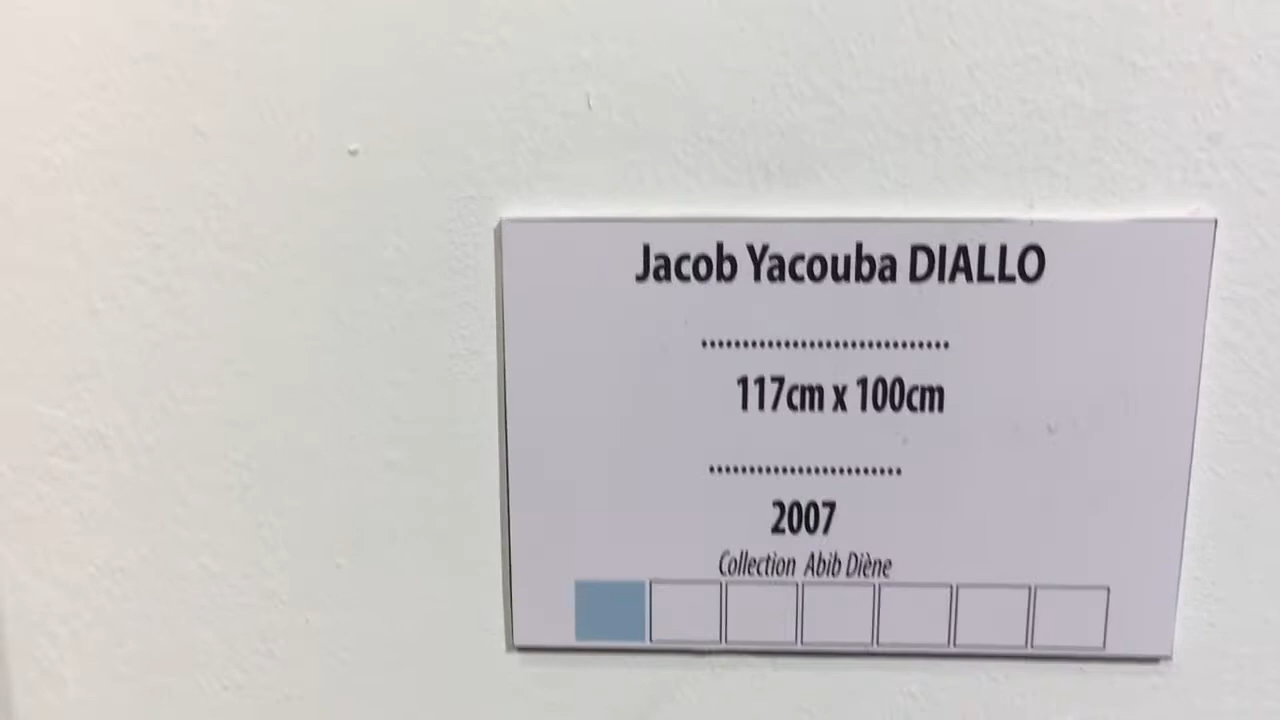 Jacob Yacouba DIALLO
..............................
117cm x 100cm
........................
2007
Collection Abib Diène